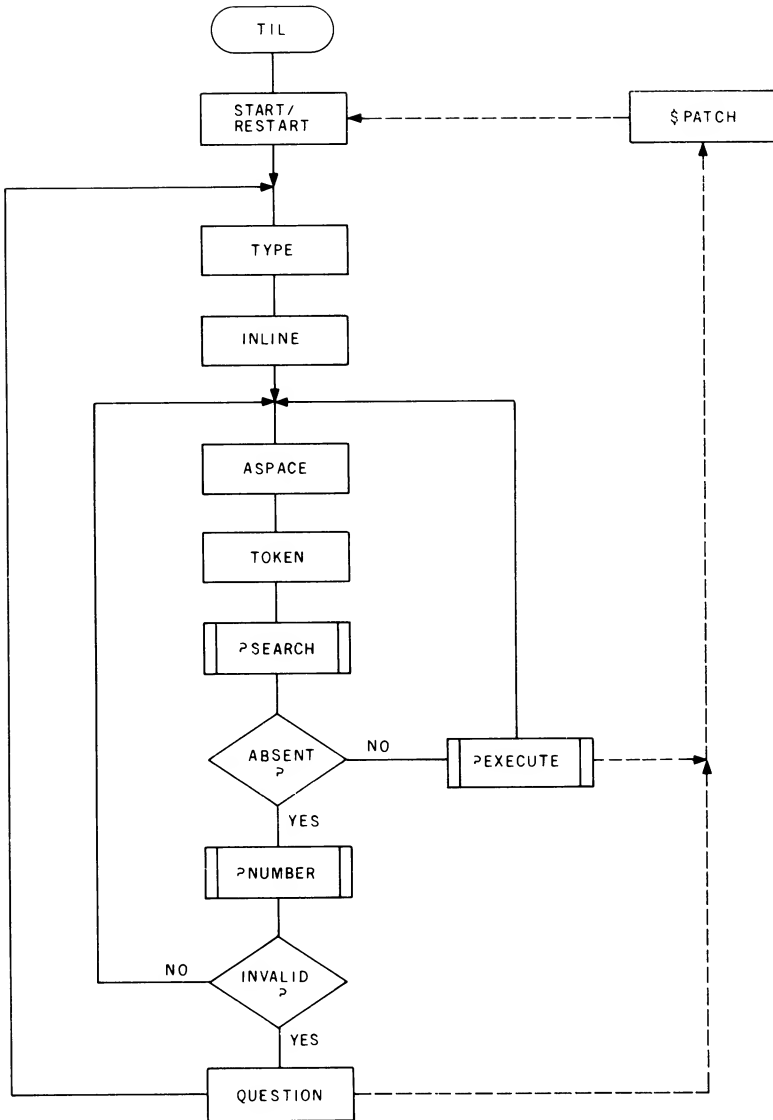 TIL
START/
RESTART
$PATCH
TYPE
INLINE
ASPACE
TOKEN
?SEARCH
ABSENT
?
NO
?EXECUTE
YES
?NUMBER
INVALID
?
NO
YES
QUESTION